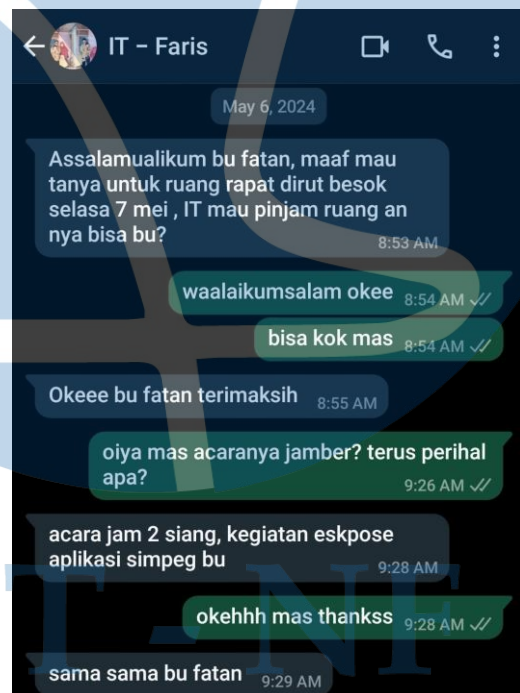 IT – Faris
May 6, 2024
Assalamualikum bu fatan, maaf mau
tanya untuk ruang rapat dirut besok
selasa 7 mei , IT mau pinjam ruang an
nya bisa bu?
8:53 AM
waalaikumsalam okee 8:54 AM
bisa kok mas 8:54 AM
Okeee bu fatan terimaksih 8:55 AM
oiya mas acaranya jamber? terus perihal
apa?
9:26 AM
acara jam 2 siang, kegiatan eskpose
aplikasi simpeg bu
9:28 AM
okehhh mas thankss 9:28 AM
sama sama bu fatan 9:29 AM
T - NF